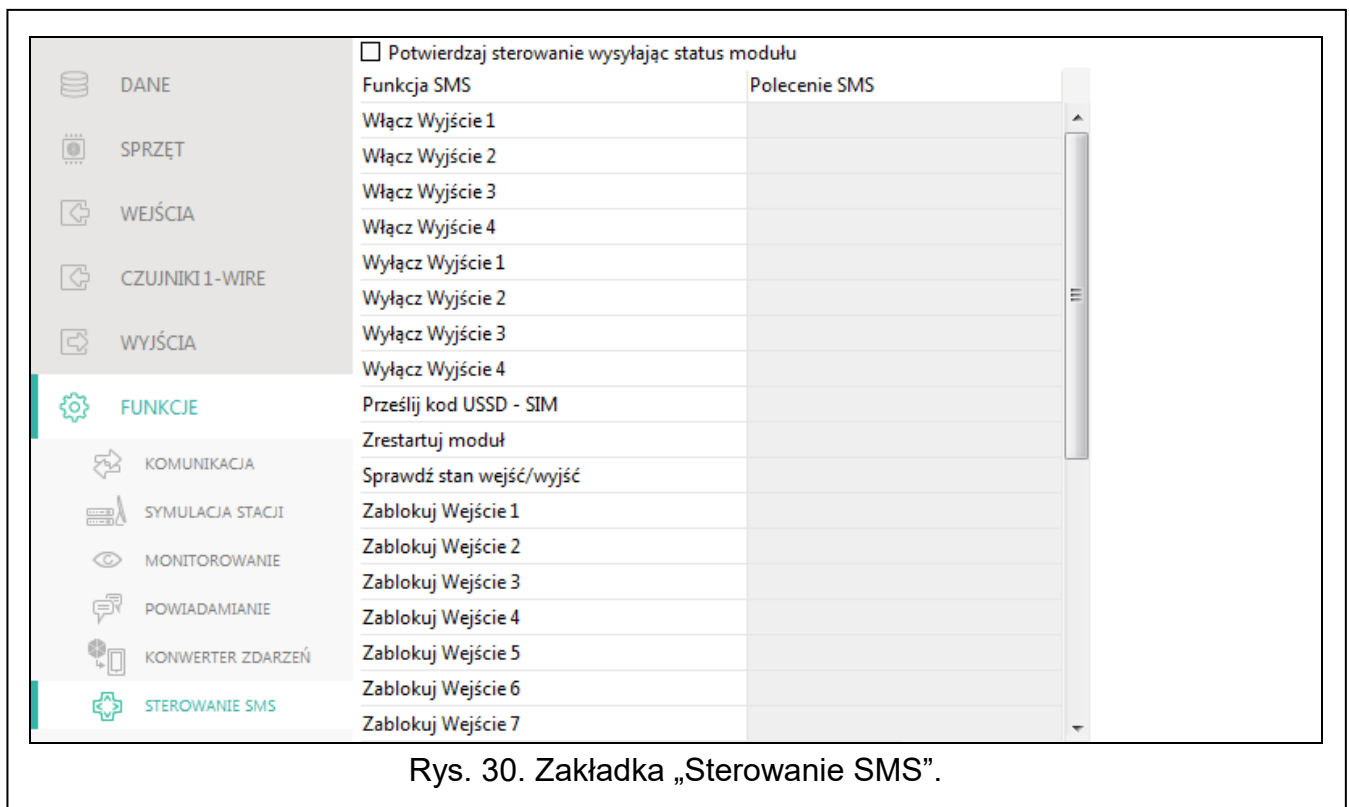 DANE
SPRZĘT
WEJŚCIA
CZUJNIKI 1-WIRE
WYJŚCIA
FUNKCJE
KOMUNIKACJA
SYMULACJA STACJI
MONITOROWANIE
POWIADAMIANIE
KONWERTER ZDARZEŃ
STEROWANIE SMS
Potwierdzaj sterowanie wysyłając status modułu
Funkcja SMS Polecenie SMS
Włącz Wyjście 1
Włącz Wyjście 2
Włącz Wyjście 3
Włącz Wyjście 4
Wyłącz Wyjście 1
Wyłącz Wyjście 2
Wyłącz Wyjście 3
Wyłącz Wyjście 4
Prześlij kod USSD - SIM
Zrestartuj moduł
Sprawdź stan wejść/wyjść
Zablokuj Wejście 1
Zablokuj Wejście 2
Zablokuj Wejście 3
Zablokuj Wejście 4
Zablokuj Wejście 5
Zablokuj Wejście 6
Zablokuj Wejście 7
Rys. 30. Zakładka „Sterowanie SMS”.